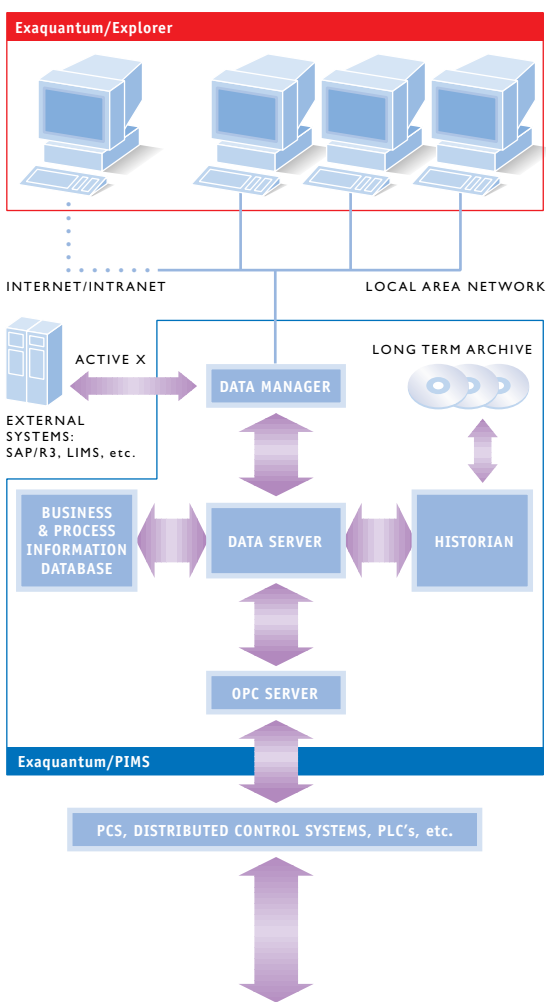 Exaquantum/Explorer
INTERNET/INTRANET
LOCAL AREA NETWORK
ACTIVE X
LONG TERM ARCHIVE
DATA MANAGER
EXTERNAL
SYSTEMS:
SAP/R3, LIMS, etc.
BUSINESS
& PROCESS
INFORMATION
DATABASE
DATA SERVER
HISTORIAN
OPC SERVER
Exaquantum/PIMS
PCS, DISTRIBUTED CONTROL SYSTEMS, PLC's, etc.